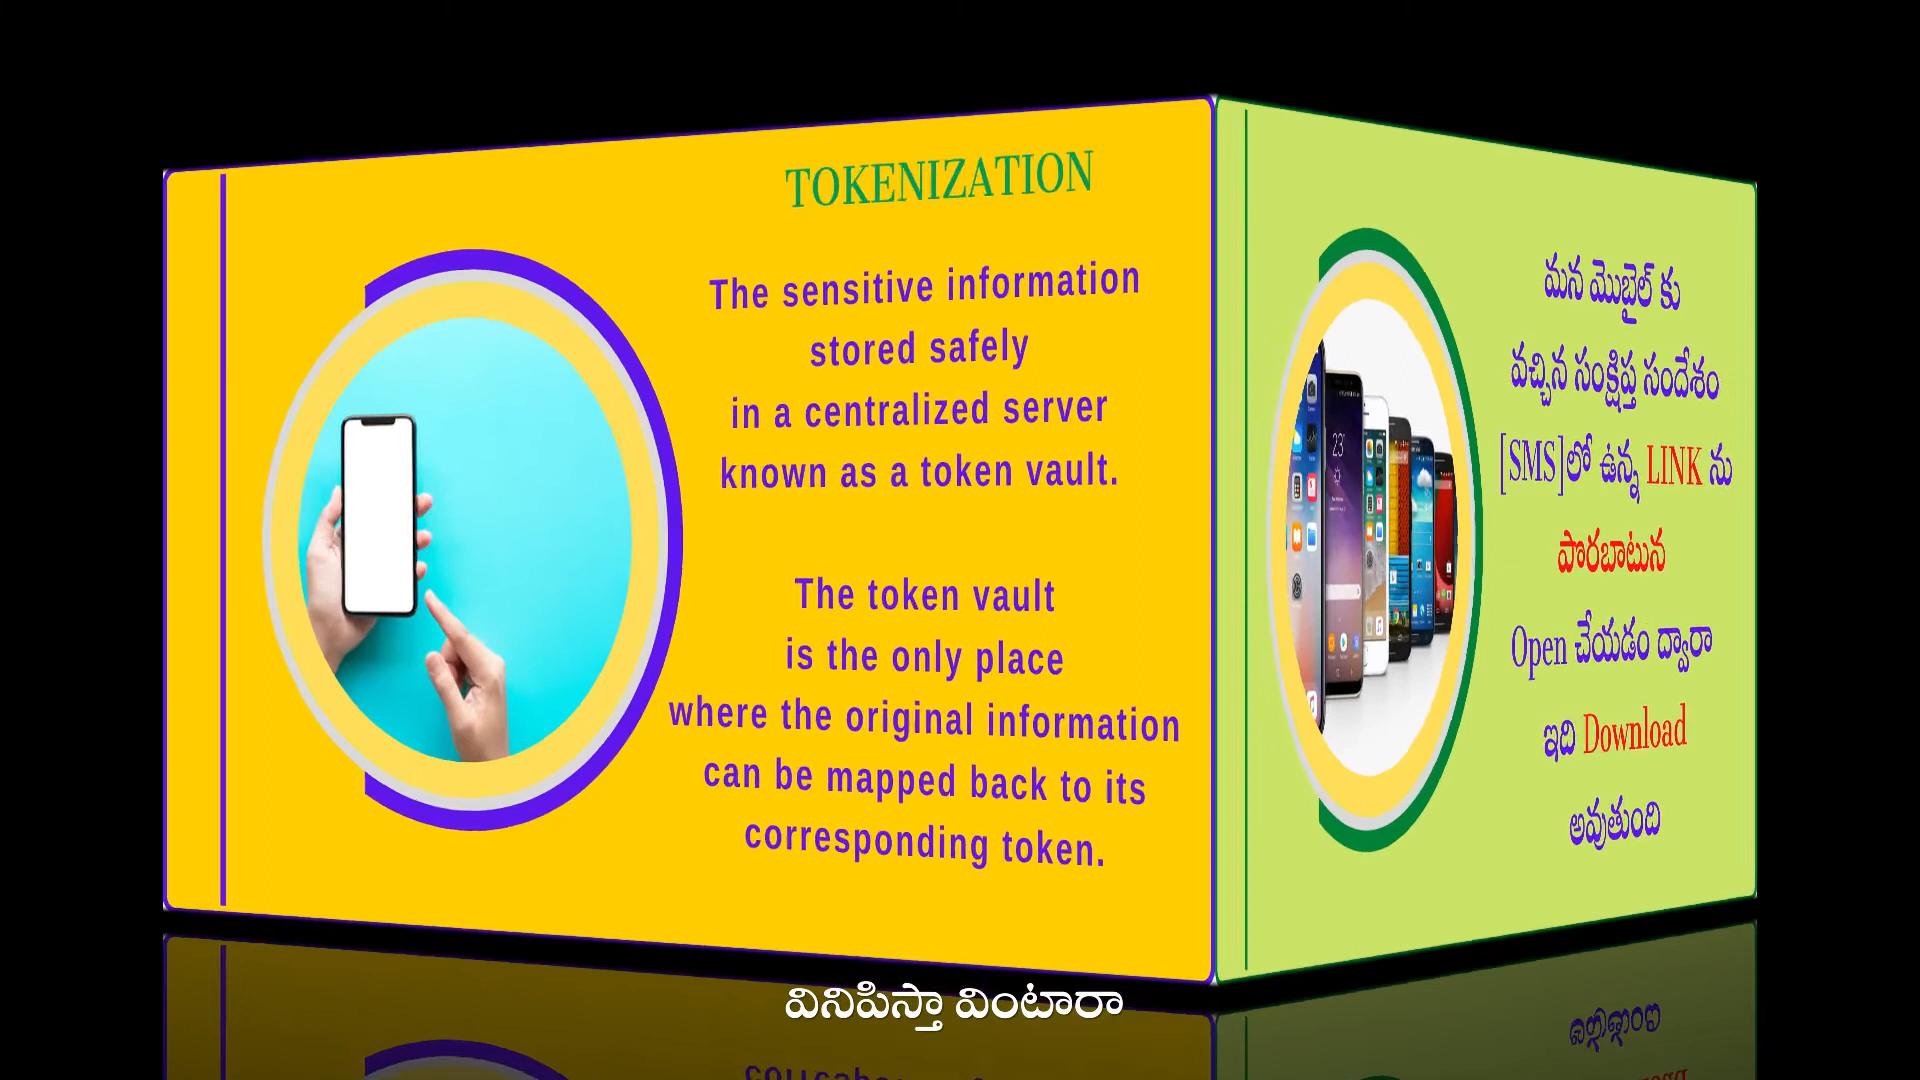 TOKENIZATION
The sensitive information
stored safely
in a centralized server
known as a token vault.
The token vault
is the only place
where the original information
can be mapped back to its
corresponding token.
మన మొబైల్ కు
వచ్చిన సంక్షిప్త సందేశం
[SMS]లో ఉన్న LINK ను
పొరబాటున
Open చేయడం ద్వారా
ఇది Download
అవుతుంది
వినిపిస్తా వింటారా